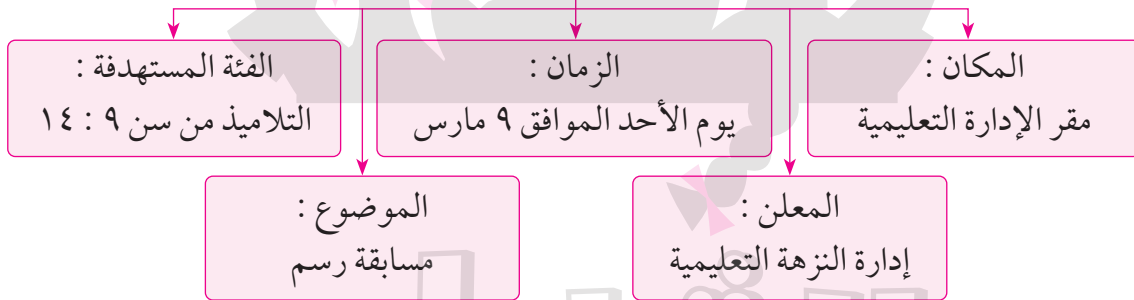 المكان :
مقر الإدارة التعليمية
الزمان :
يوم الأحد الموافق ٩ مارس
الفئة المستهدفة :
التلاميذ من سن ٩ : ١٤
المعلن :
إدارة النزهة التعليمية
الموضوع :
مسابقة رسم